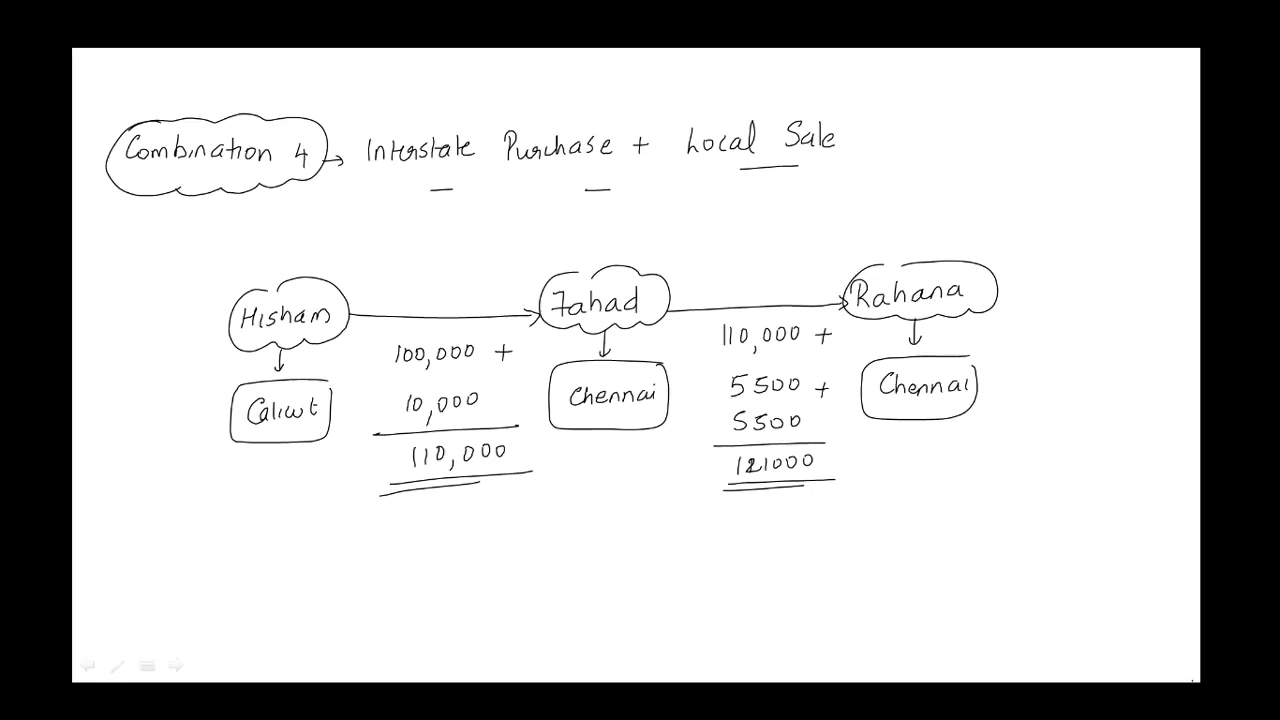 Combination 4 → Interstate Purchase + Local Sale
Hisham
Fahad
Rahana
Calicut
100,000 +
10,000
110,000
Chennai
110,000 +
5500 +
5500
121000
Chennai